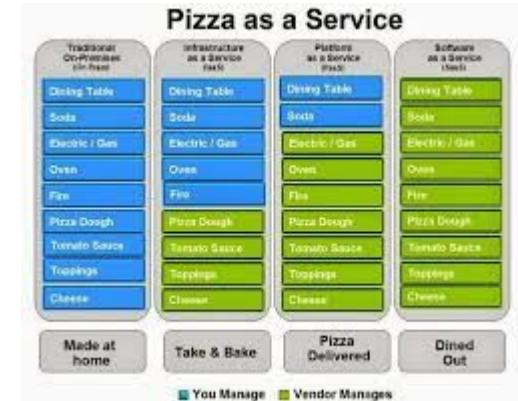 Pizza as a Service
Traditional
On-Premises
(On Prem)
Dining Table
Soda
Electric / Gas
Oven
Fire
Pizza Dough
Tomato Sauce
Toppings
Cheese
Made at
home
Infrastructure
as a Service
(IaaS)
Dining Table
Soda
Electric / Gas
Oven
Fire
Pizza Dough
Tomato Sauce
Toppings
Cheese
Take & Bake
Platform
as a Service
(PaaS)
Dining Table
Soda
Electric / Gas
Oven
Fire
Pizza Dough
Tomato Sauce
Toppings
Cheese
Pizza
Delivered
Software
as a Service
(SaaS)
Dining Table
Soda
Electric / Gas
Oven
Fire
Pizza Dough
Tomato Sauce
Toppings
Cheese
Dined
Out
You Manage
Vendor Manages